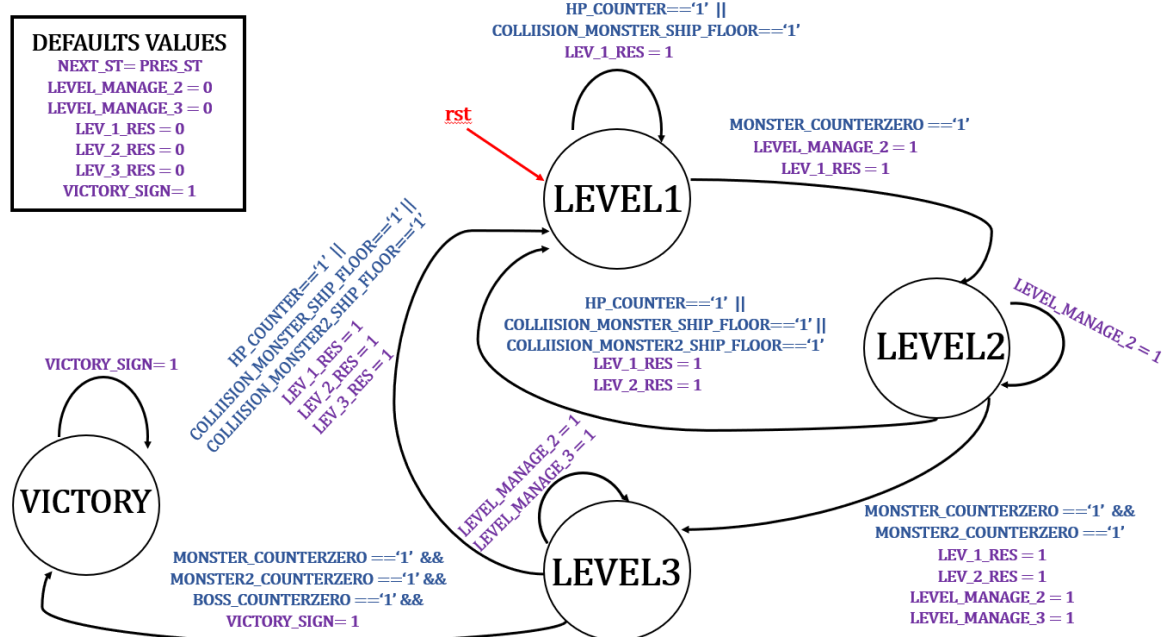 DEFAULTS VALUES
NEXT_ST= PRES_ST
LEVEL_MANAGE_2 = 0
LEVEL_MANAGE_3 = 0
LEV_1_RES = 0
LEV_2_RES = 0
LEV_3_RES = 0
VICTORY_SIGN= 1
HP_COUNTER=='1' ||
COLLIISION_MONSTER_SHIP_FLOOR=='1'
LEV_1_RES = 1
rst
LEVEL1
MONSTER_COUNTERZERO =='1'
LEVEL_MANAGE_2 = 1
LEV_1_RES = 1
HP_COUNTER=='1' ||
COLLIISION_MONSTER_SHIP_FLOOR=='1' ||
COLLIISION_MONSTER2_SHIP_FLOOR=='1'
LEV_1_RES = 1
LEV_2_RES = 1
LEV_3_RES = 1
HP_COUNTER=='1' ||
COLLIISION_MONSTER_SHIP_FLOOR=='1' ||
COLLIISION_MONSTER2_SHIP_FLOOR=='1'
LEV_1_RES = 1
LEV_2_RES = 1
LEVEL2
LEVEL_MANAGE_2 = 1
VICTORY_SIGN= 1
VICTORY
LEVEL_MANAGE_2 = 1
LEVEL_MANAGE_3 = 1
LEVEL3
MONSTER_COUNTERZERO =='1' &&
MONSTER2_COUNTERZERO =='1' &&
BOSS_COUNTERZERO =='1' &&
VICTORY_SIGN= 1
MONSTER_COUNTERZERO =='1' &&
MONSTER2_COUNTERZERO =='1'
LEV_1_RES = 1
LEV_2_RES = 1
LEVEL_MANAGE_2 = 1
LEVEL_MANAGE_3 = 1